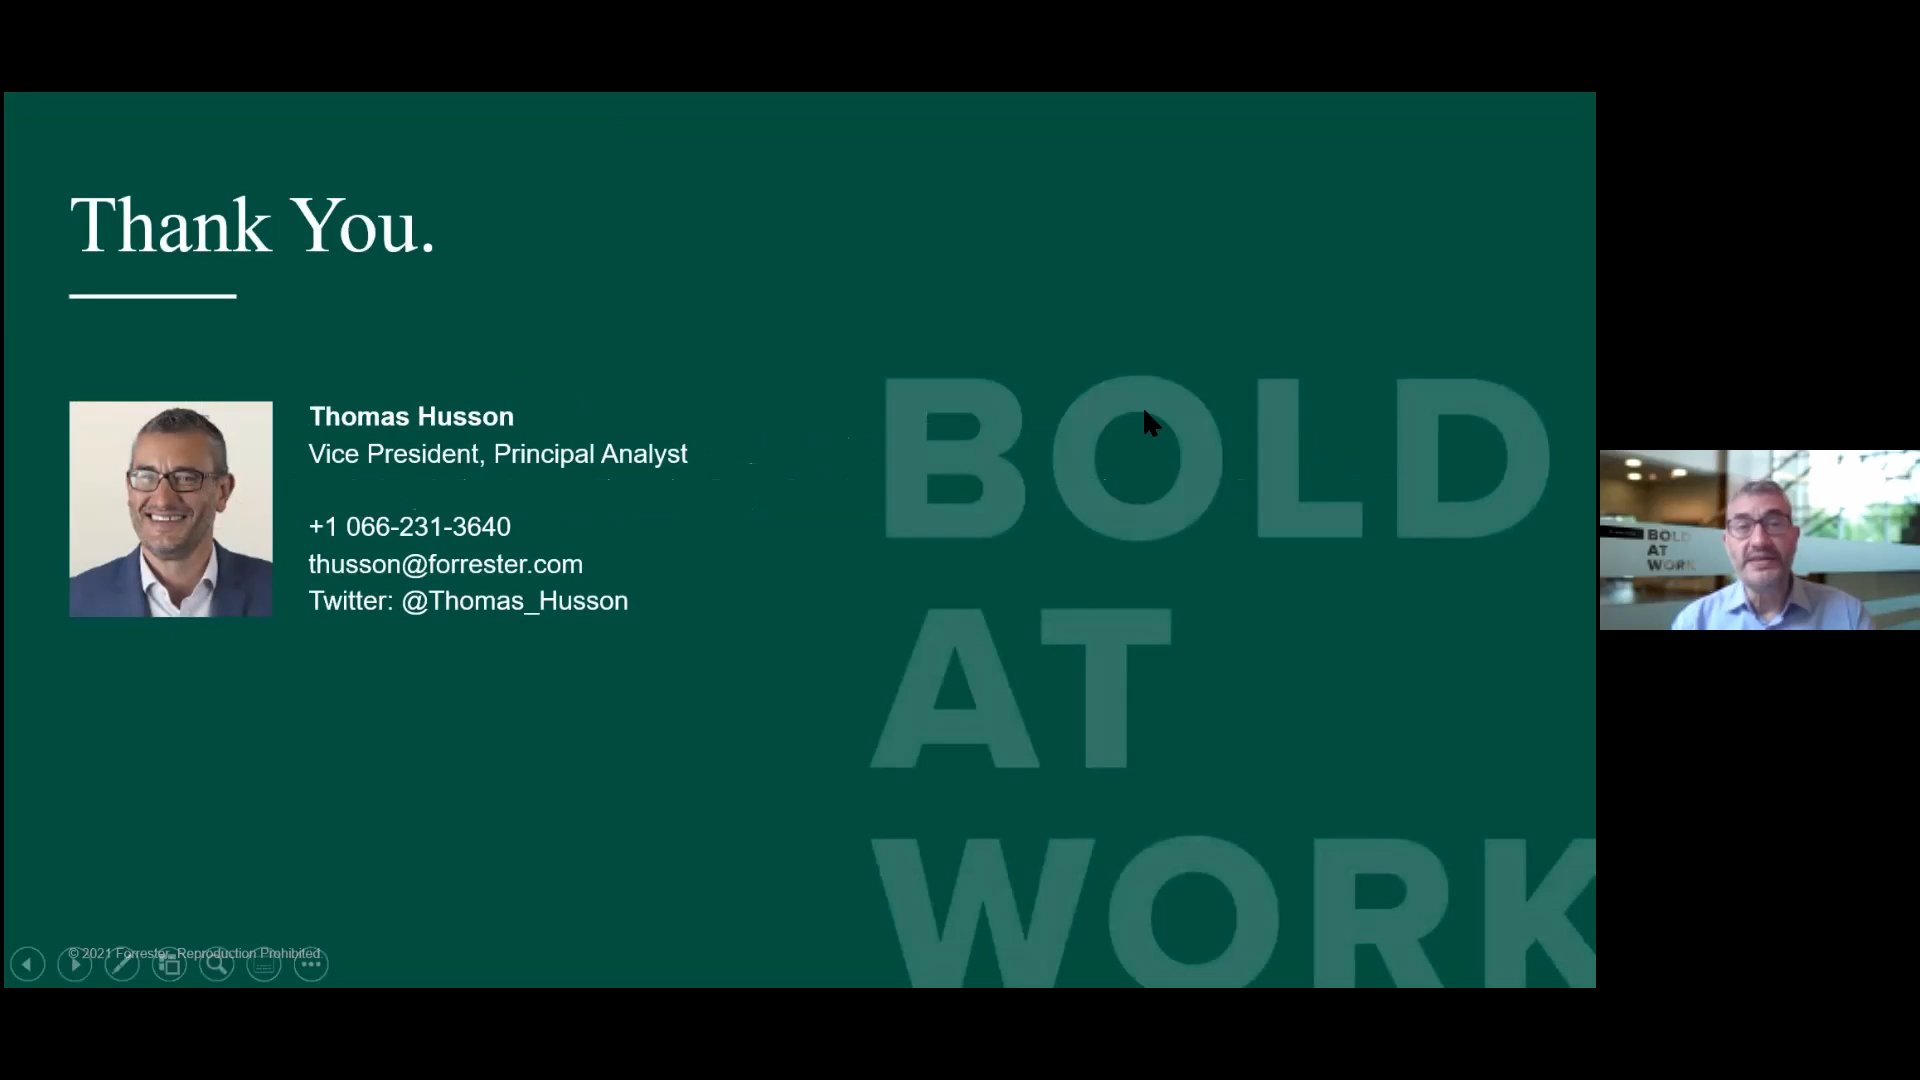 Thank You.
Thomas Husson
Vice President, Principal Analyst
+1 066-231-3640
thusson@forrester.com
Twitter: @Thomas_Husson
BOLD
AT
WORK
© 2021 Forrester. Reproduction Prohibited.
BOLD
AT
WORK